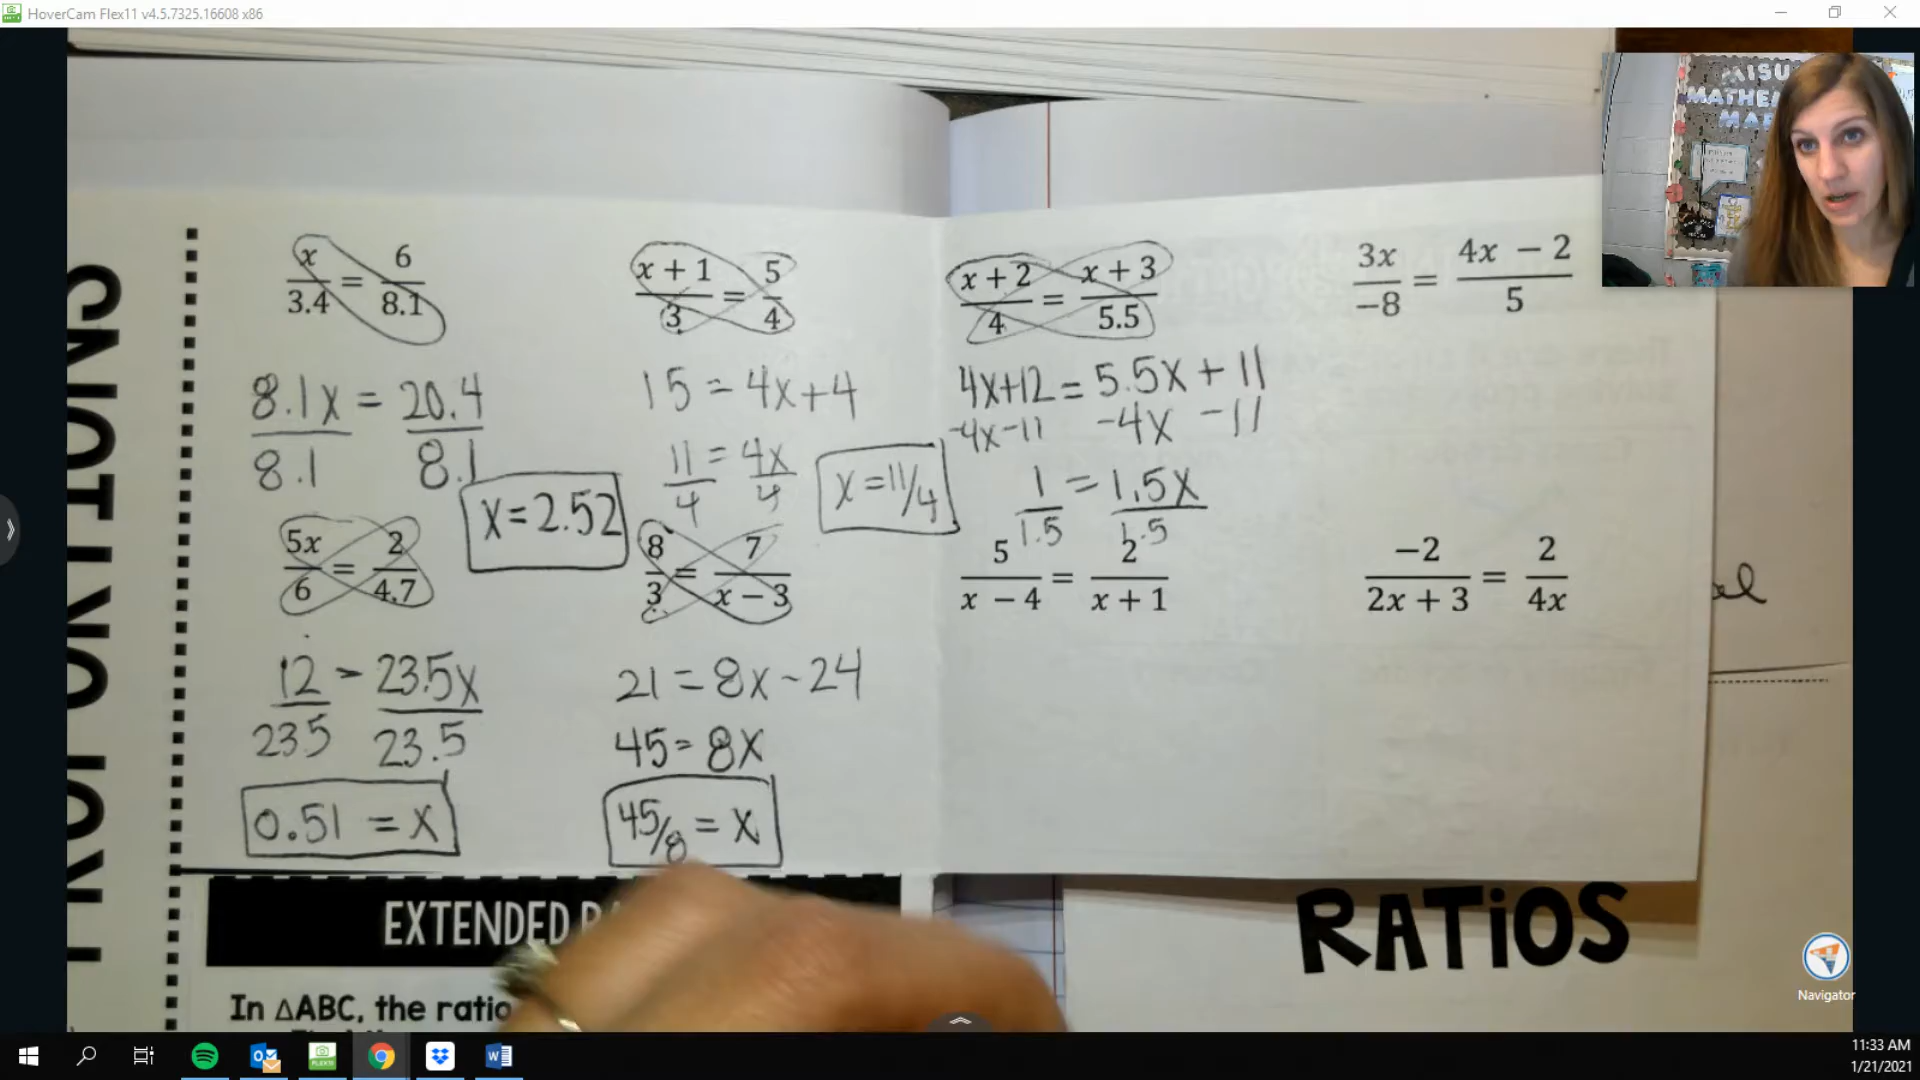 HoverCam Flex11 v4.5.7325.16608 x86
x/3.4 = 6/8.1
8.1x = 20.4
8.1 8.1
x = 2.52
x + 1/3 = 5/4
15 = 4x + 4
11/4 = 4x/4
x = 11/4
x + 2/4 = x + 3/5.5
4x+12 = 5.5x + 11
-4x-11 -4x -11
1 = 1.5x
1.5 1.5
3x/-8 = 4x - 2/5
5x/6 = 2/4.7
12 = 23.5x
23.5 23.5
0.51 = x
8/3 = 7/x - 3
21 = 8x - 24
45 = 8x
45/8 = x
5/x - 4 = 2/x + 1
-2/2x + 3 = 2/4x
EXTENDED
In △ABC, the ratio
RATiOS
MATHE
Navigator
11:33 AM
1/21/2021